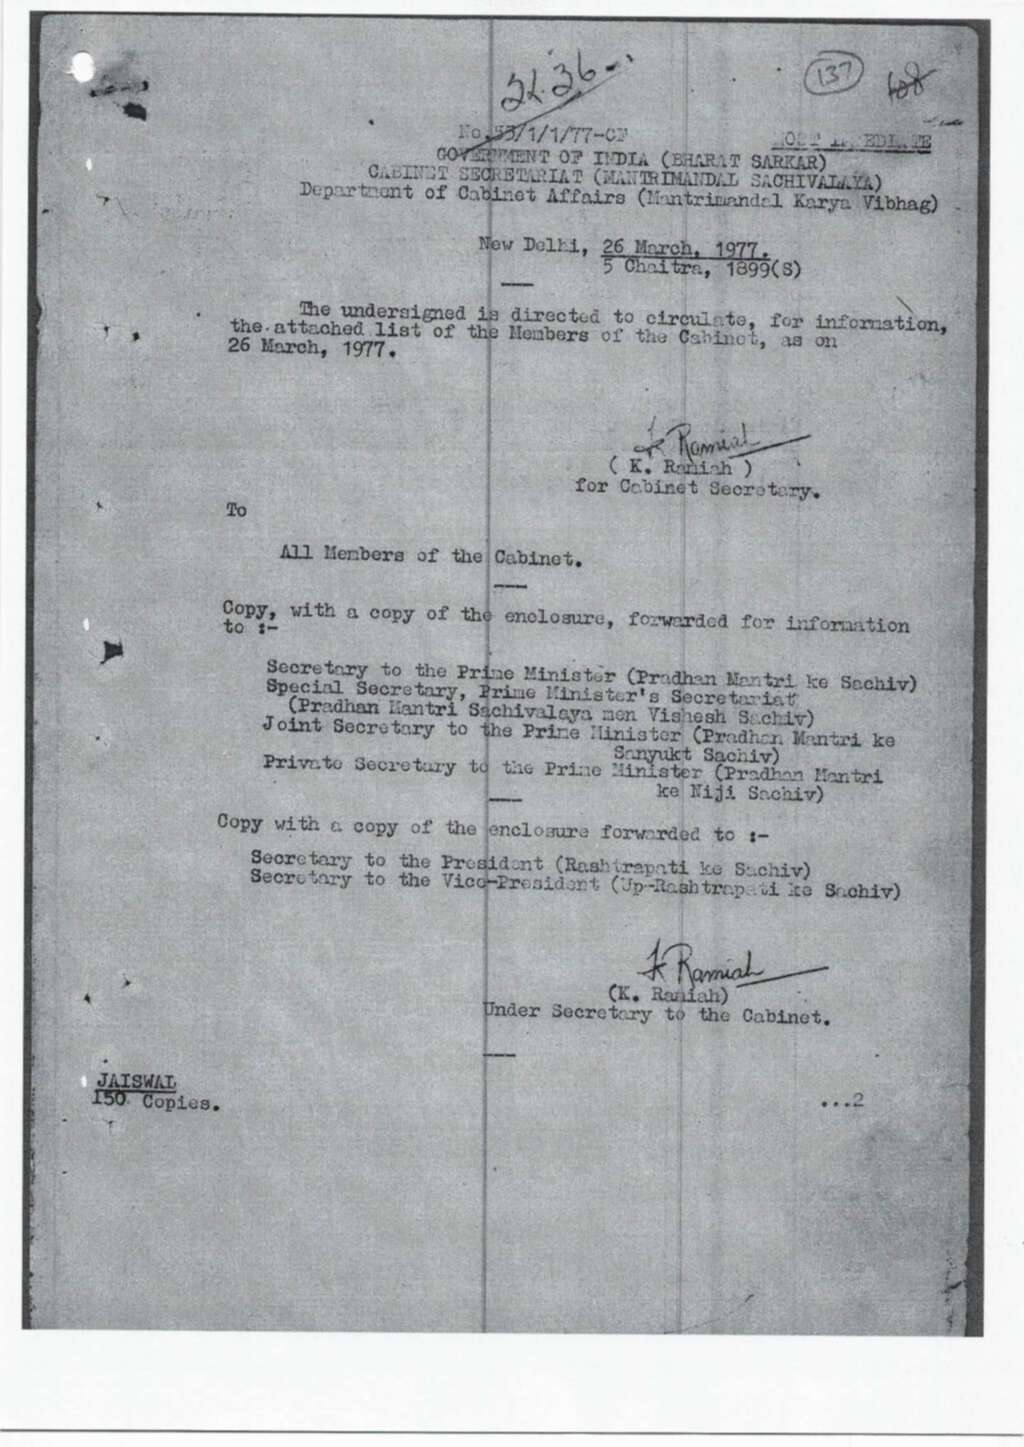 137
108
No.53/1/1/77-CF
MOST IMMEDIATE
GOVERNMENT OF INDIA (BHARAT SARKAR)
CABINET SECRETARIAT (MANTRIMANDAL SACHIVALAYA)
Department of Cabinet Affairs (Mantrimandal Karya Vibhag)
New Delhi, 26 March, 1977.
5 Chaitra, 1899(S)
The undersigned is directed to circulate, for information,
the attached list of the Members of the Cabinet, as on
26 March, 1977.
K Ramiah
( K. Ramiah )
for Cabinet Secretary.
To
All Members of the Cabinet.
Copy, with a copy of the enclosure, forwarded for information
to :-
Secretary to the Prime Minister (Pradhan Mantri ke Sachiv)
Special Secretary, Prime Minister's Secretariat
(Pradhan Mantri Sachivalaya men Vishesh Sachiv)
Joint Secretary to the Prime Minister (Pradhan Mantri ke
Sanyukt Sachiv)
Private Secretary to the Prime Minister (Pradhan Mantri
ke Niji Sachiv)
Copy with a copy of the enclosure forwarded to :-
Secretary to the President (Rashtrapati ke Sachiv)
Secretary to the Vice-President (Up-Rashtrapati ke Sachiv)
K Ramiah
(K. Ramiah)
Under Secretary to the Cabinet.
JAISWAL
150 Copies.
...2